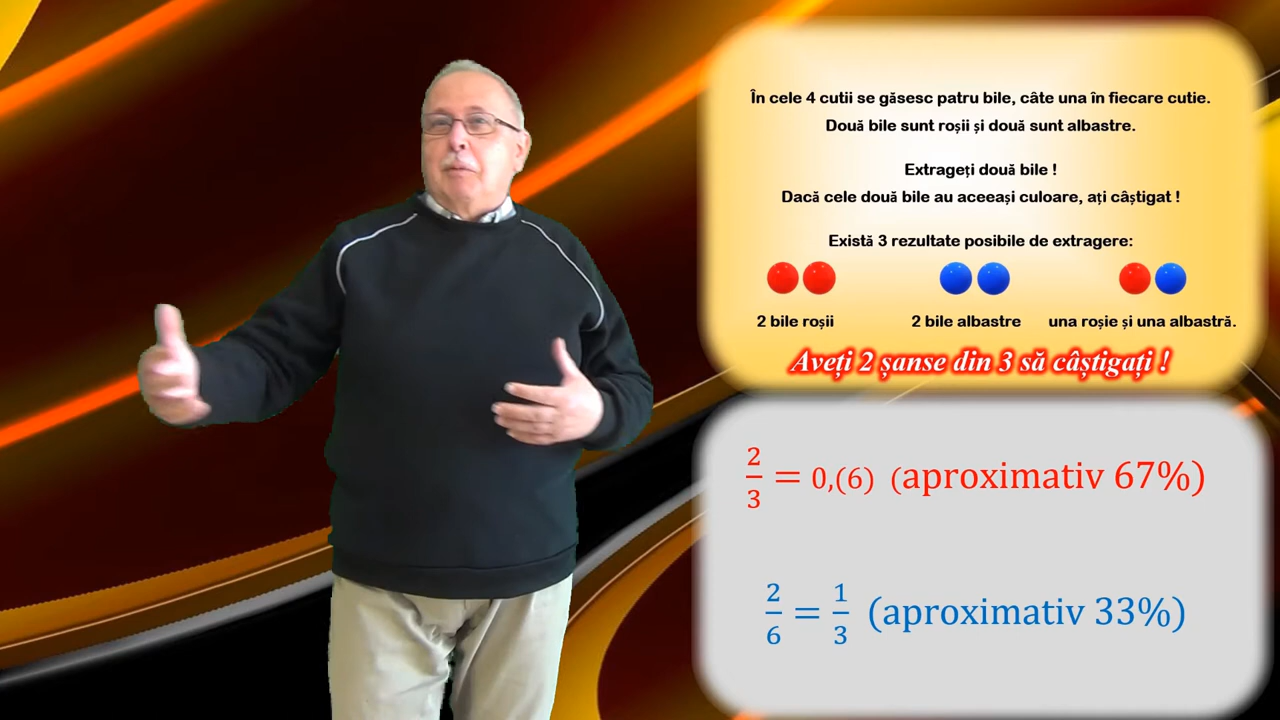 În cele 4 cutii se găsesc patru bile, câte una în fiecare cutie.
Două bile sunt roșii și două sunt albastre.
Extrageți două bile !
Dacă cele două bile au aceeași culoare, ați câștigat !
Există 3 rezultate posibile de extragere:
2 bile roșii 2 bile albastre una roșie și una albastră.
Aveți 2 șanse din 3 să câștigați !
2/3 = 0,(6) (aproximativ 67%)
2/6 = 1/3 (aproximativ 33%)